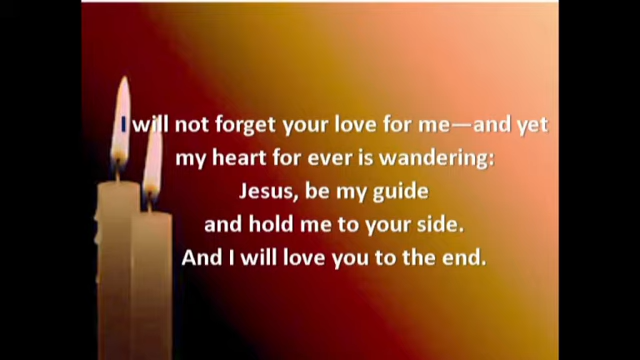 I will not forget your love for me—and yet
my heart for ever is wandering:
Jesus, be my guide
and hold me to your side.
And I will love you to the end.